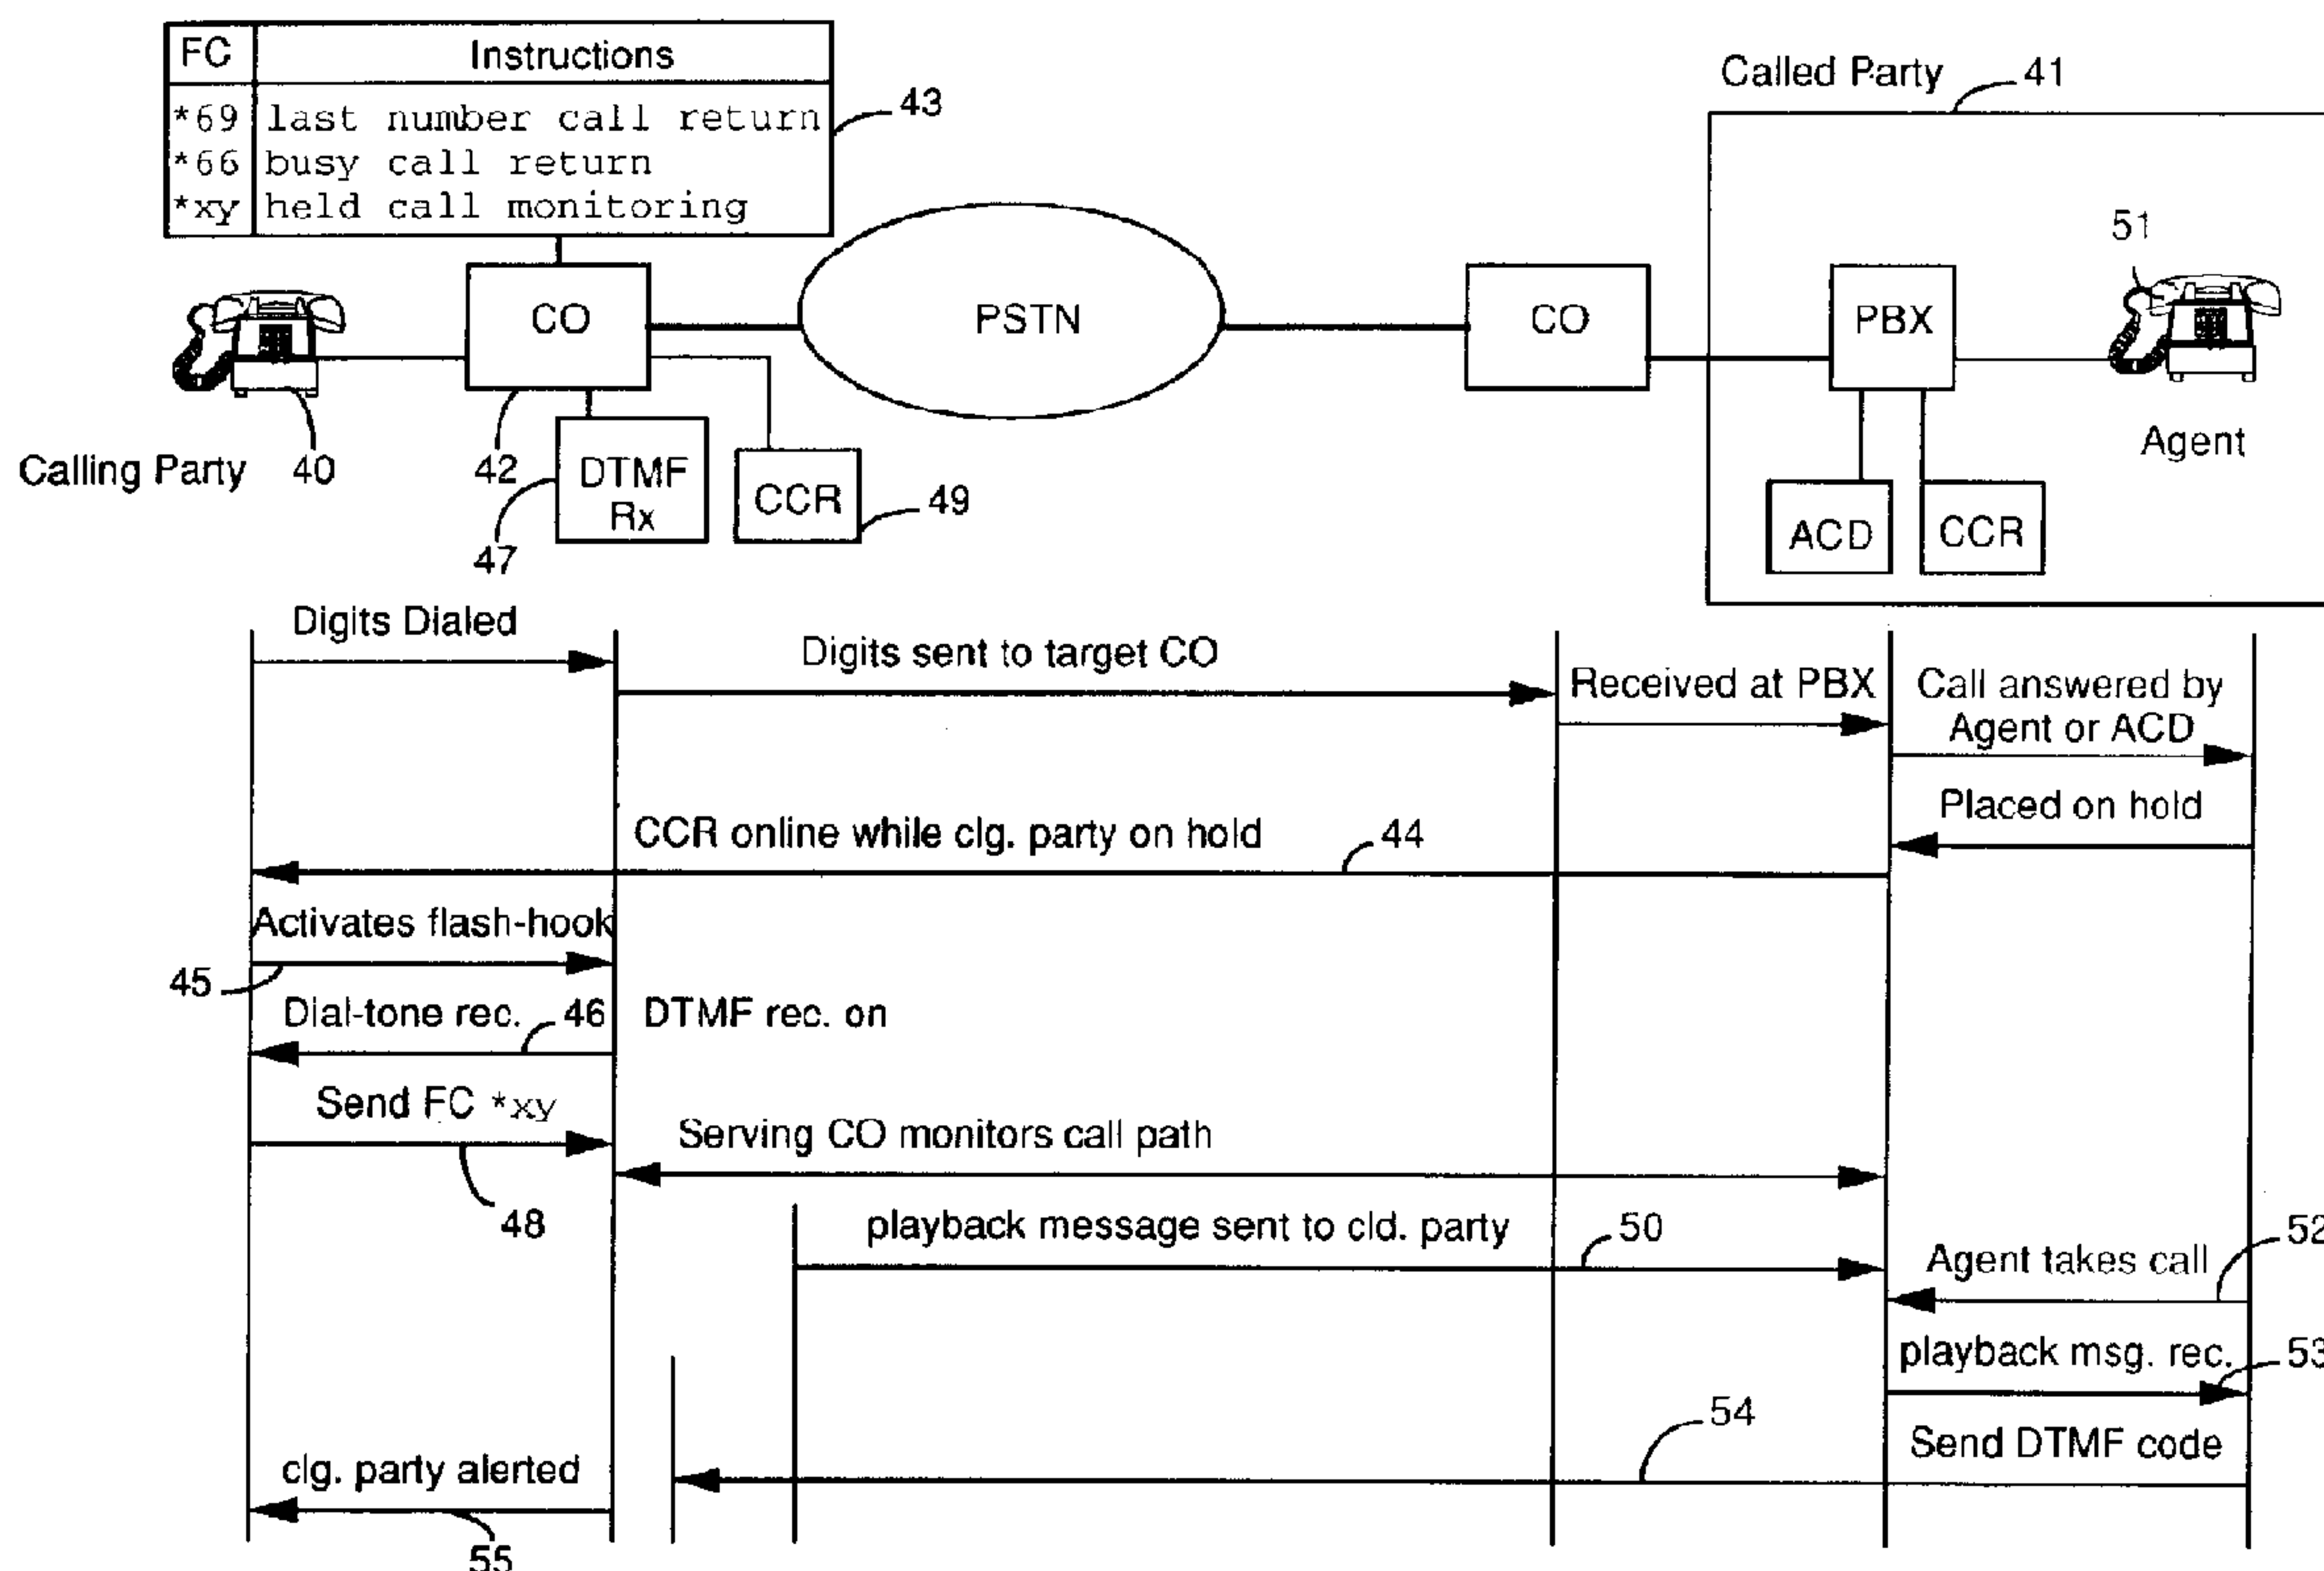 FC Instructions
*69 last number call return
*66 busy call return
*xy held call monitoring
43
Called Party 41
51
CO
PSTN
CO
PBX
Calling Party 40
42
DTMF
Rx
47
CCR
49
ACD
CCR
Agent
Digits Dialed
Digits sent to target CO
Received at PBX
Call answered by
Agent or ACD
Placed on hold
CCR online while clg. party on hold 44
Activates flash-hook
45
Dial-tone rec. 46
DTMF rec. on
Send FC *xy
48
Serving CO monitors call path
playback message sent to cld. party 50
52
Agent takes call
playback msg. rec. 53
54
Send DTMF code
clg. party alerted
55